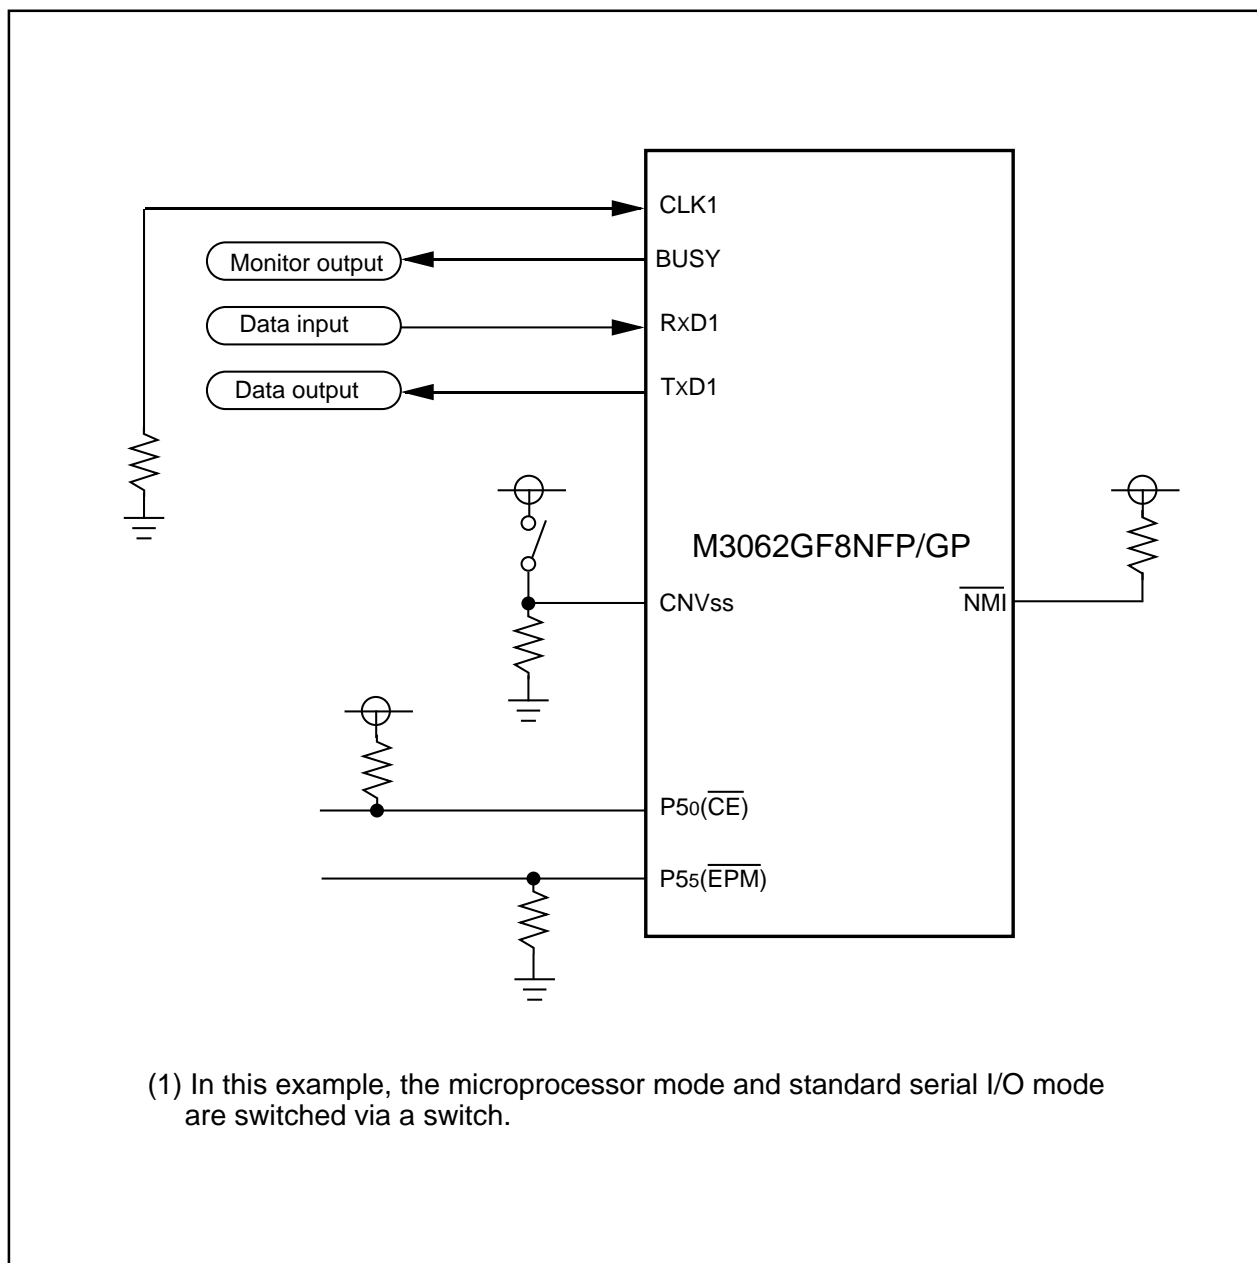 CLK1
Monitor output
BUSY
Data input
RxD1
Data output
TxD1
M3062GF8NFP/GP
CNVss
NMI
P50(CE)
P55(EPM)
(1) In this example, the microprocessor mode and standard serial I/O mode
are switched via a switch.